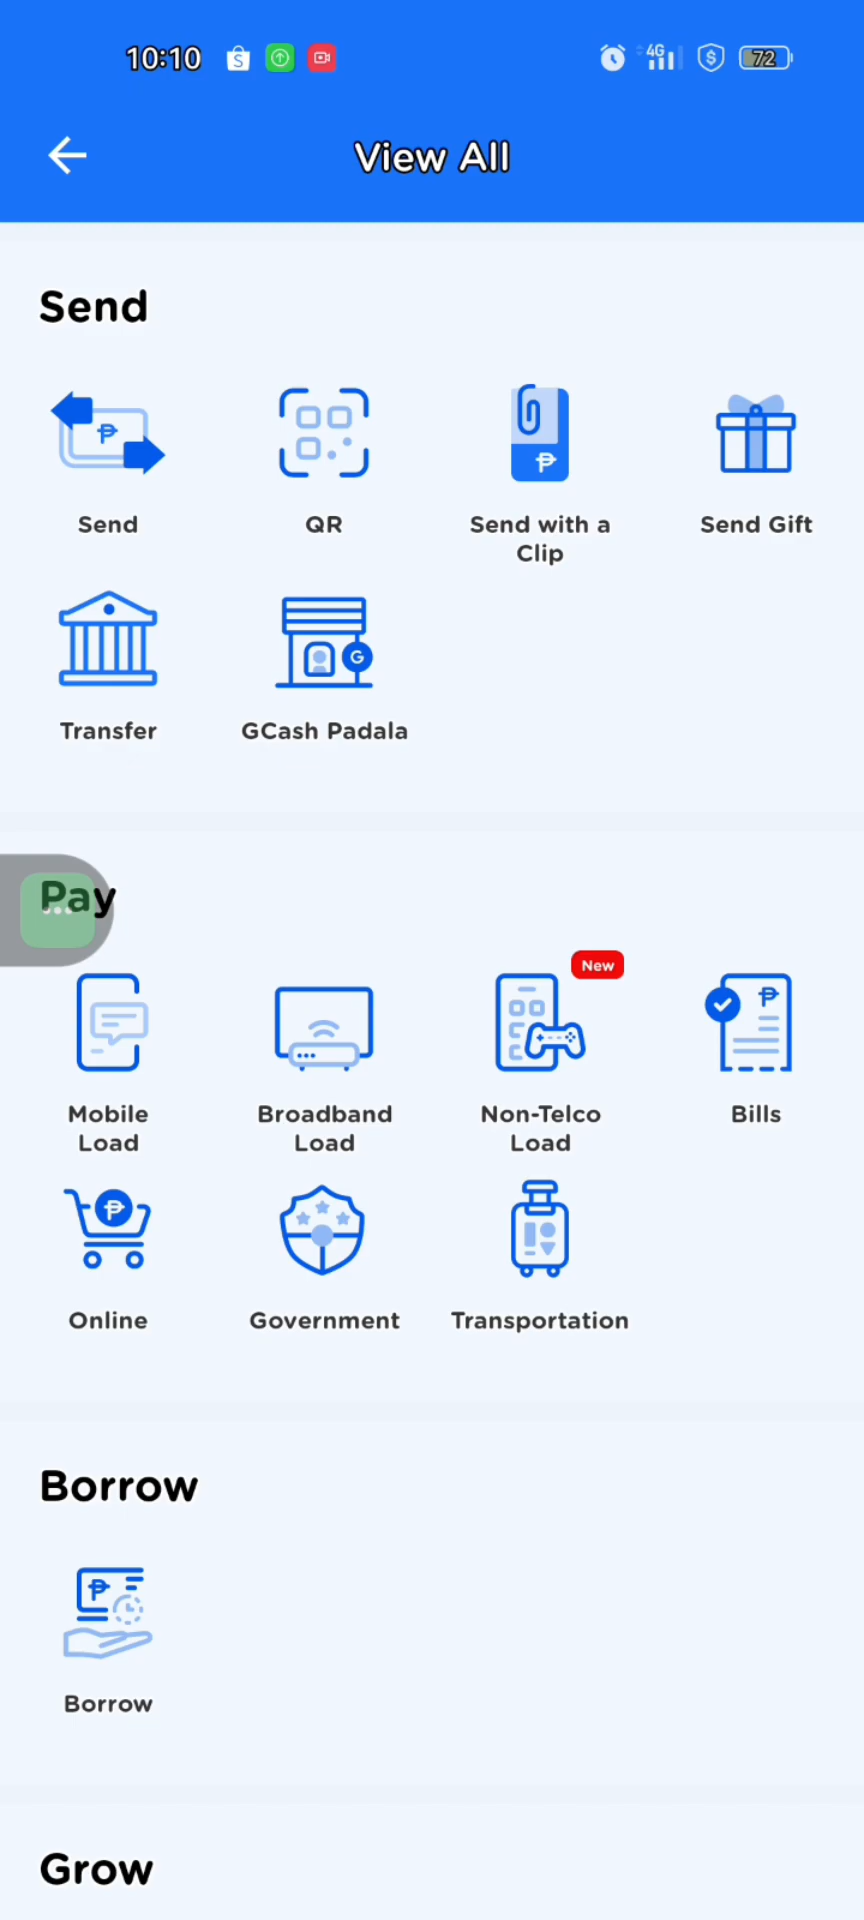 10:10
4G
72
View All
Send
Send
QR
Send with a
Clip
Send Gift
G
Transfer
GCash Padala
Pay
New
Mobile
Load
Broadband
Load
Non-Telco
Load
Bills
Online
Government
Transportation
Borrow
Borrow
Grow